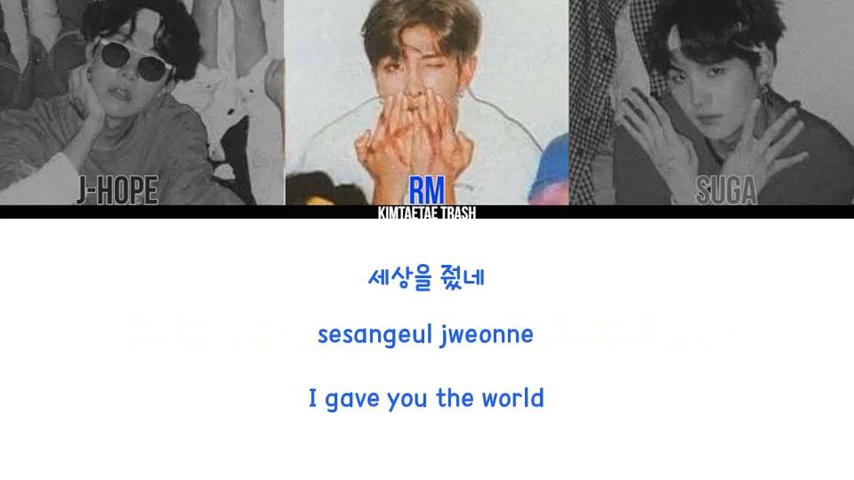 J-HOPE
RM
SUGA
KIMTAETAE TRASH
세상을 줬네
sesangeul jweonne
I gave you the world